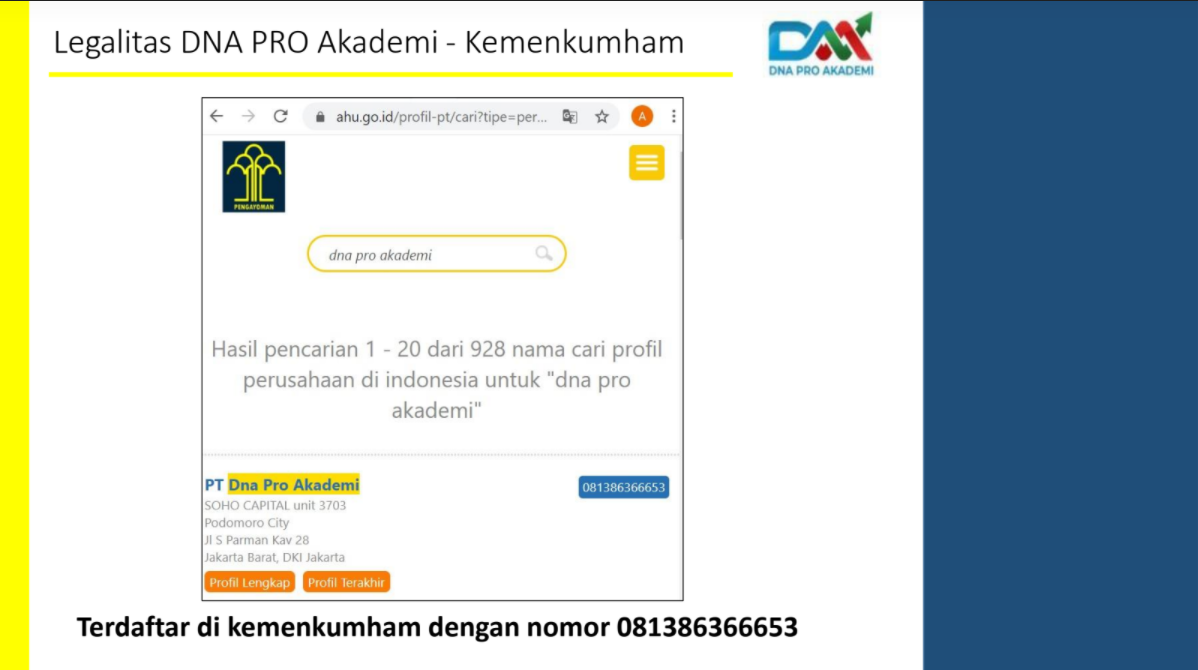 Legalitas DNA PRO Akademi - Kemenkumham
DNA PRO AKADEMI
ahu.go.id/profil-pt/cari?tipe=per...
A
PENGAYOMAN
dna pro akademi
Hasil pencarian 1 - 20 dari 928 nama cari profil
perusahaan di indonesia untuk "dna pro
akademi"
PT Dna Pro Akademi
081386366653
SOHO CAPITAL unit 3703
Podomoro City
Jl S Parman Kav 28
Jakarta Barat, DKI Jakarta
Profil Lengkap Profil Terakhir
Terdaftar di kemenkumham dengan nomor 081386366653